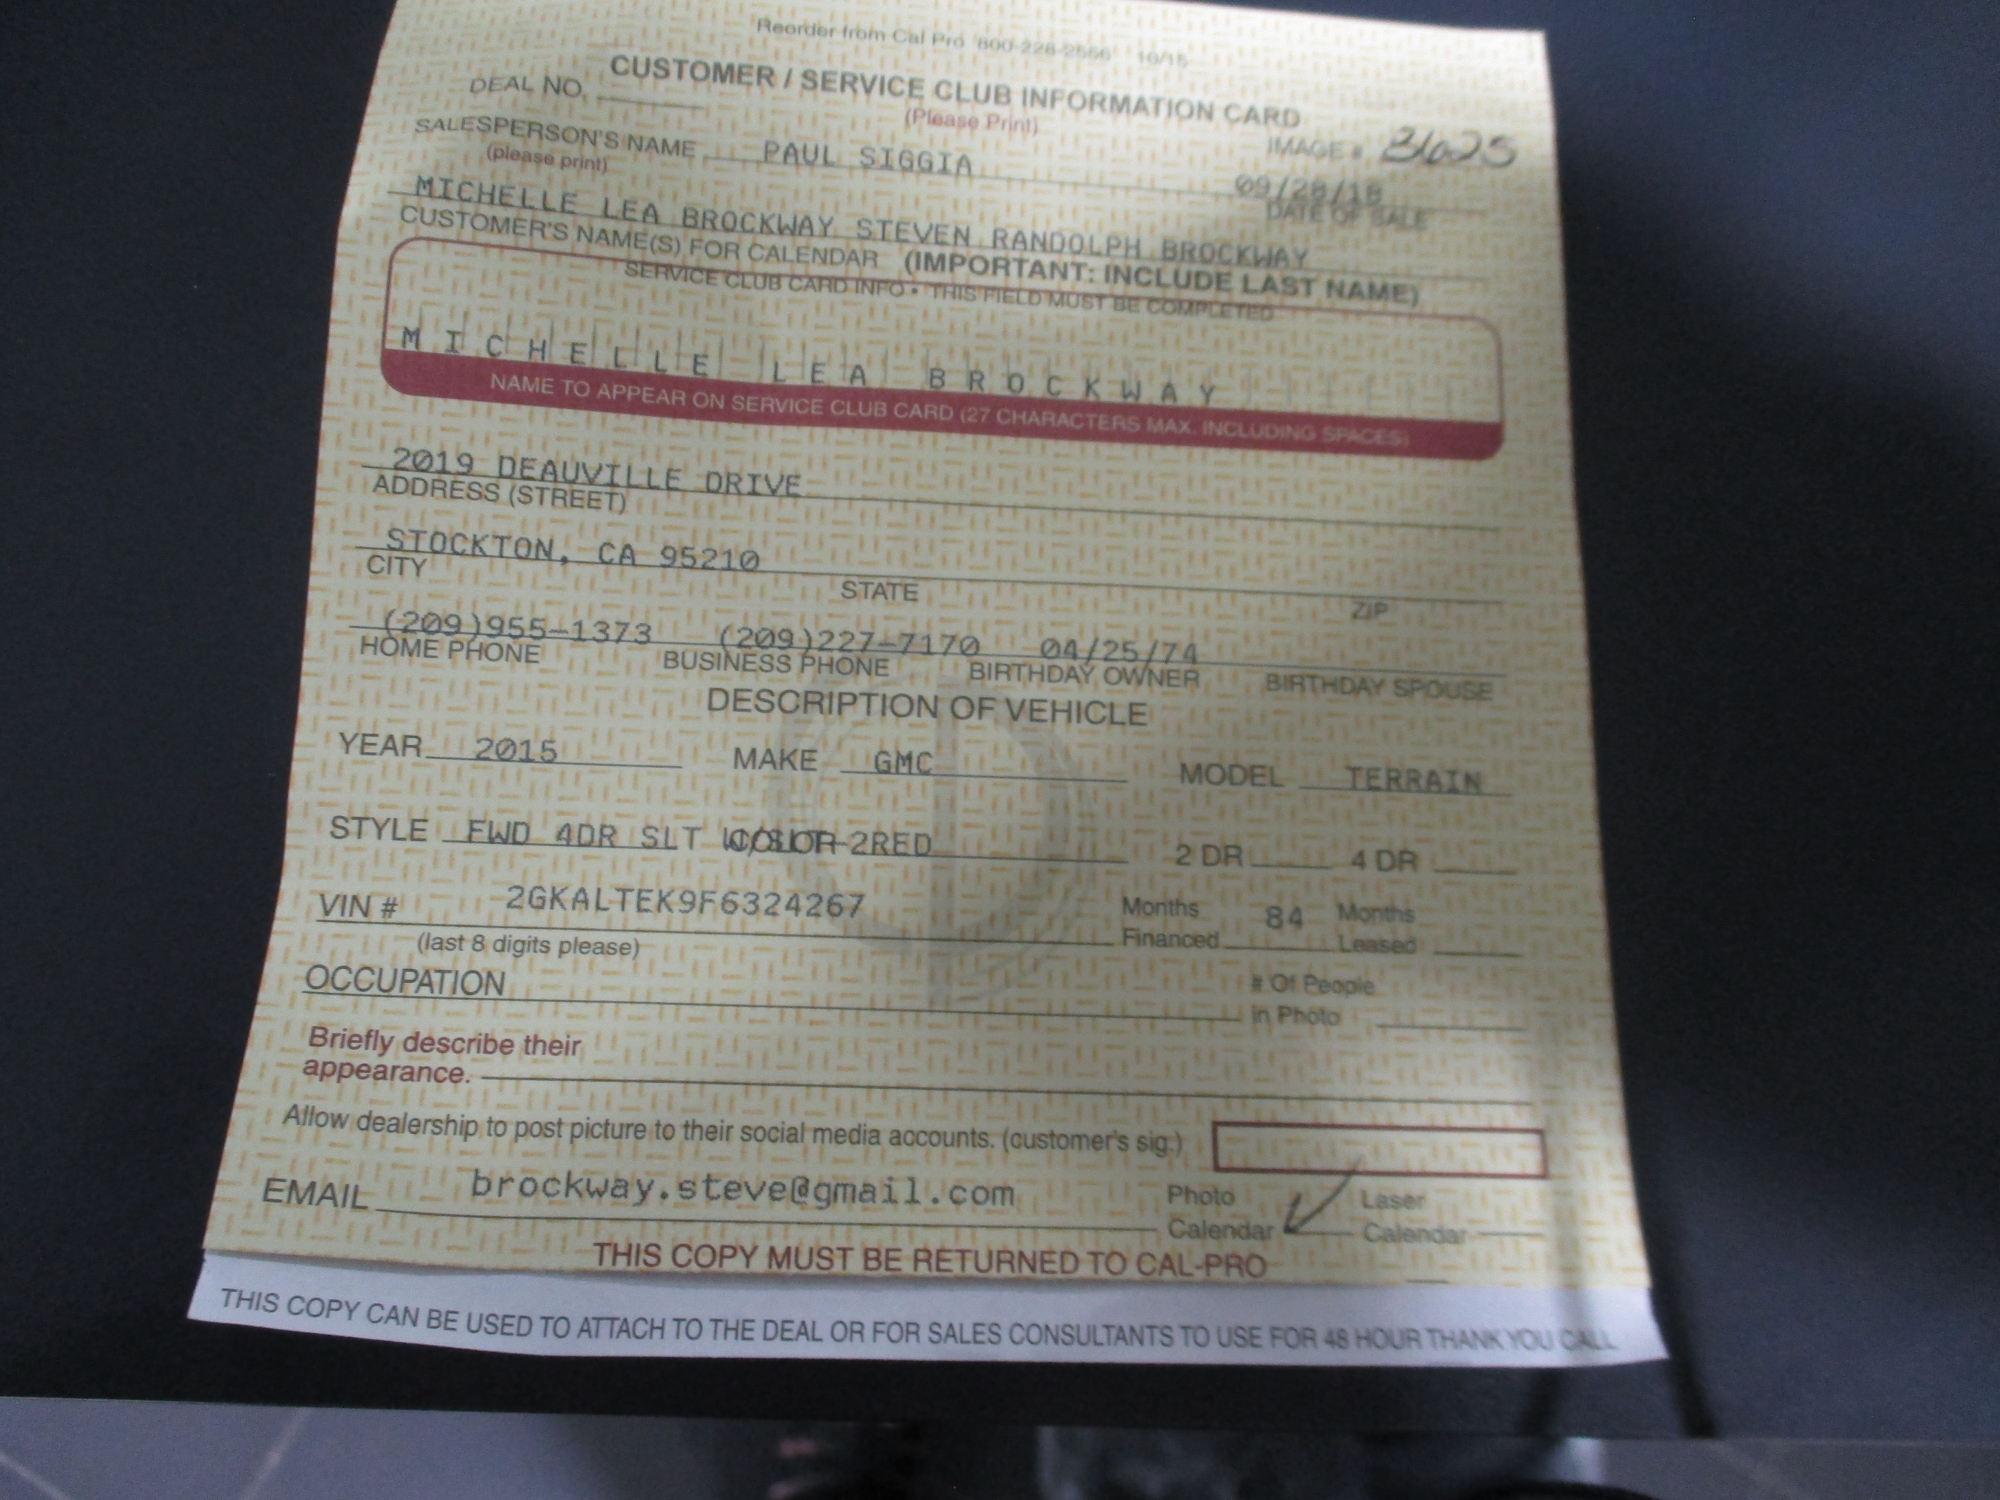 Reorder from Cal Pro 800-228-2566 10/15
CUSTOMER / SERVICE CLUB INFORMATION CARD
DEAL NO.
(Please Print)
IMAGE # 31625
SALESPERSON'S NAME PAUL SIGGIA
(please print)
09/28/18
DATE OF SALE
MICHELLE LEA BROCKWAY STEVEN RANDOLPH BROCKWAY
CUSTOMER'S NAME(S) FOR CALENDAR (IMPORTANT: INCLUDE LAST NAME)
SERVICE CLUB CARD INFO • THIS FIELD MUST BE COMPLETED
MICHELLE LEA BROCKWAY
NAME TO APPEAR ON SERVICE CLUB CARD (27 CHARACTERS MAX. INCLUDING SPACES)
2019 DEAUVILLE DRIVE
ADDRESS (STREET)
STOCKTON, CA 95210
CITY STATE ZIP
(209)955-1373 (209)227-7170 04/25/74
HOME PHONE BUSINESS PHONE BIRTHDAY OWNER BIRTHDAY SPOUSE
DESCRIPTION OF VEHICLE
YEAR 2015 MAKE GMC MODEL TERRAIN
STYLE FWD 4DR SLT COLOR RED 2 DR 4 DR
VIN # 2GKALTEK9F6324267 Months Financed 84 Months Leased
(last 8 digits please)
OCCUPATION # Of People in Photo
Briefly describe their
appearance.
Allow dealership to post picture to their social media accounts. (customer's sig.)
EMAIL brockway.steve@gmail.com Photo Calendar Laser Calendar
THIS COPY MUST BE RETURNED TO CAL-PRO
THIS COPY CAN BE USED TO ATTACH TO THE DEAL OR FOR SALES CONSULTANTS TO USE FOR 48 HOUR THANK YOU CALL